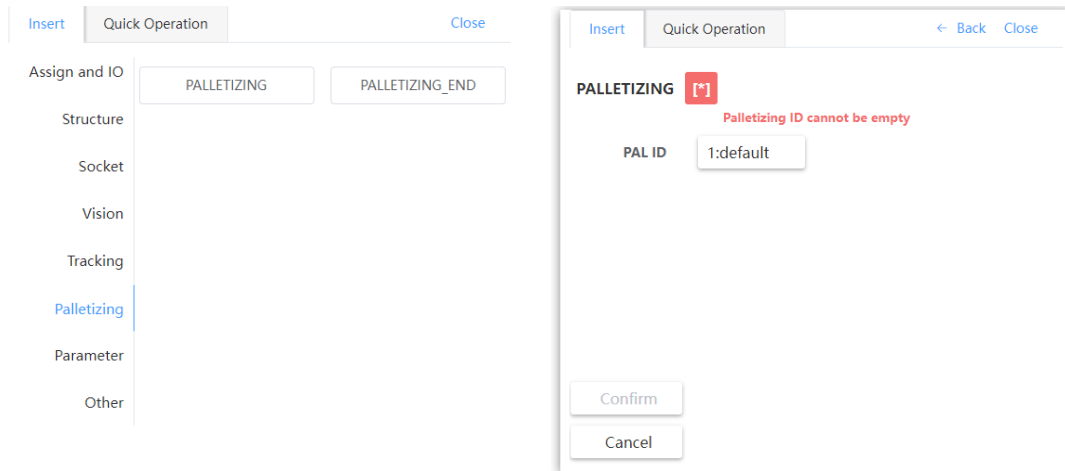 Insert Quick Operation Close
Assign and IO
PALLETIZING PALLETIZING_END
Structure
Socket
Vision
Tracking
Palletizing
Parameter
Other
Insert Quick Operation ← Back Close
PALLETIZING [*]
Palletizing ID cannot be empty
PAL ID 1:default
Confirm
Cancel